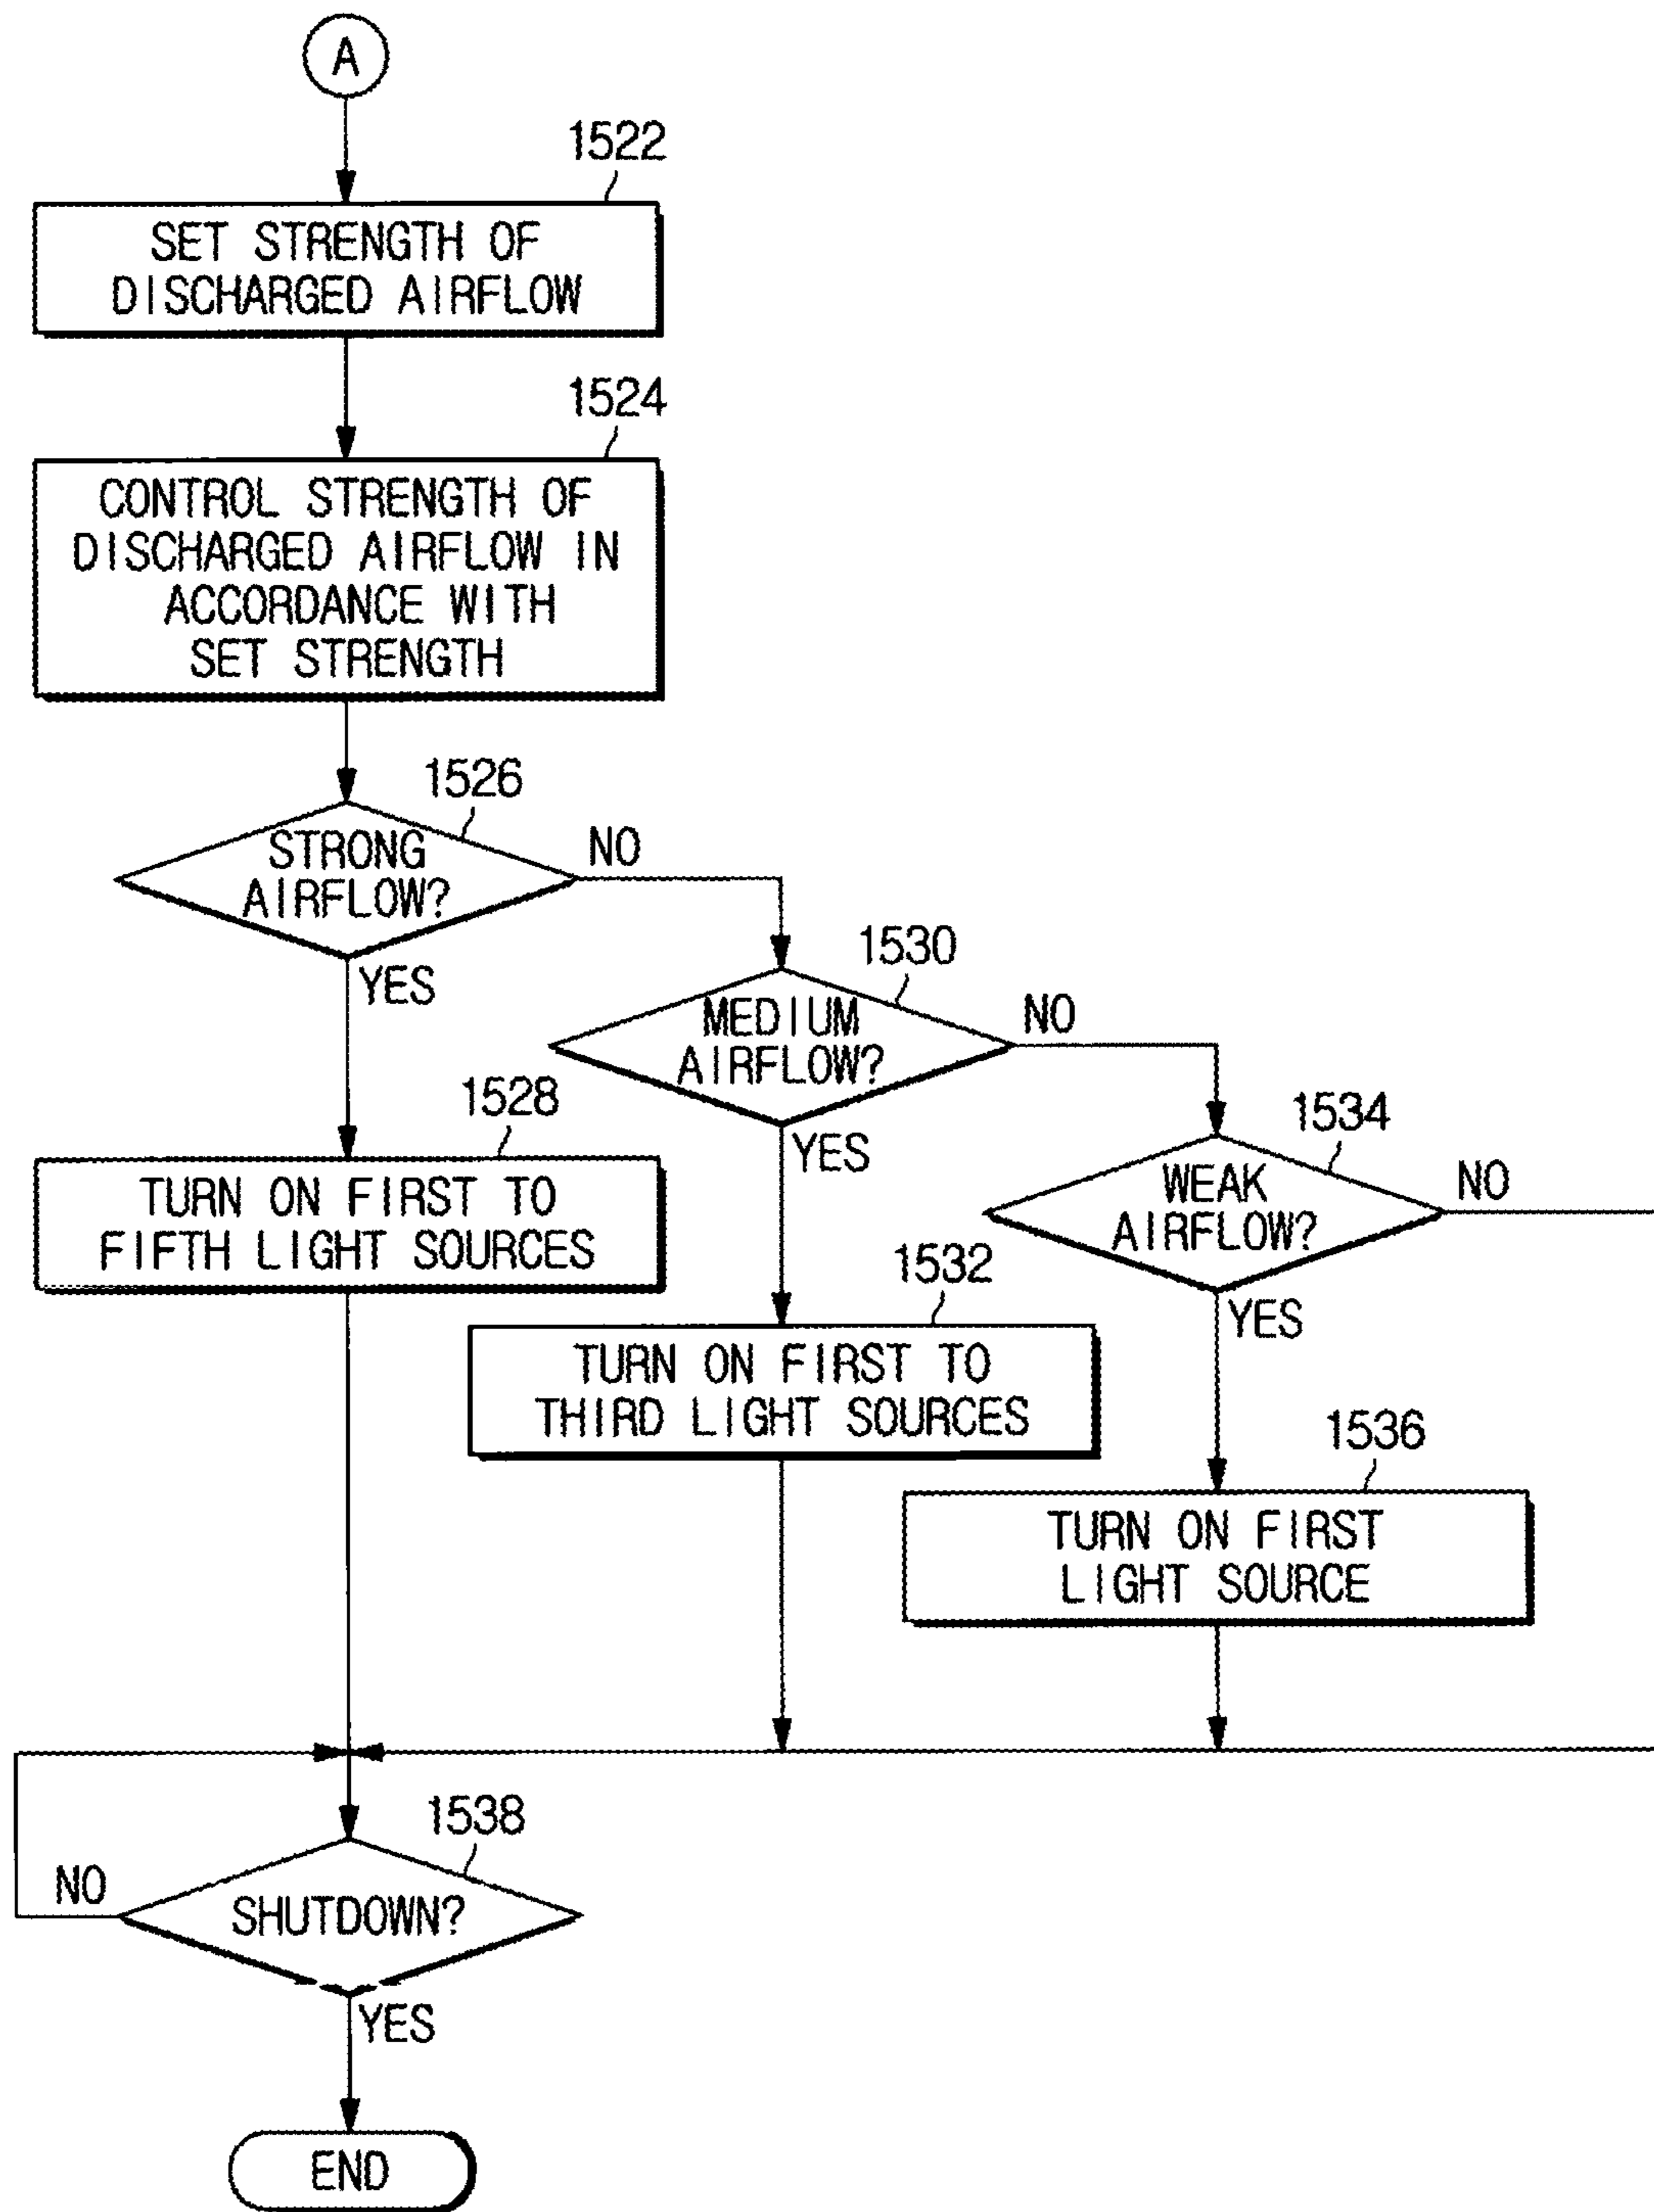 A
1522
SET STRENGTH OF
DISCHARGED AIRFLOW
1524
CONTROL STRENGTH OF
DISCHARGED AIRFLOW IN
ACCORDANCE WITH
SET STRENGTH
1526
STRONG
AIRFLOW?
NO
YES
1530
MEDIUM
AIRFLOW?
NO
YES
1528
TURN ON FIRST TO
FIFTH LIGHT SOURCES
1534
WEAK
AIRFLOW?
NO
YES
1532
TURN ON FIRST TO
THIRD LIGHT SOURCES
1536
TURN ON FIRST
LIGHT SOURCE
1538
SHUTDOWN?
NO
YES
END